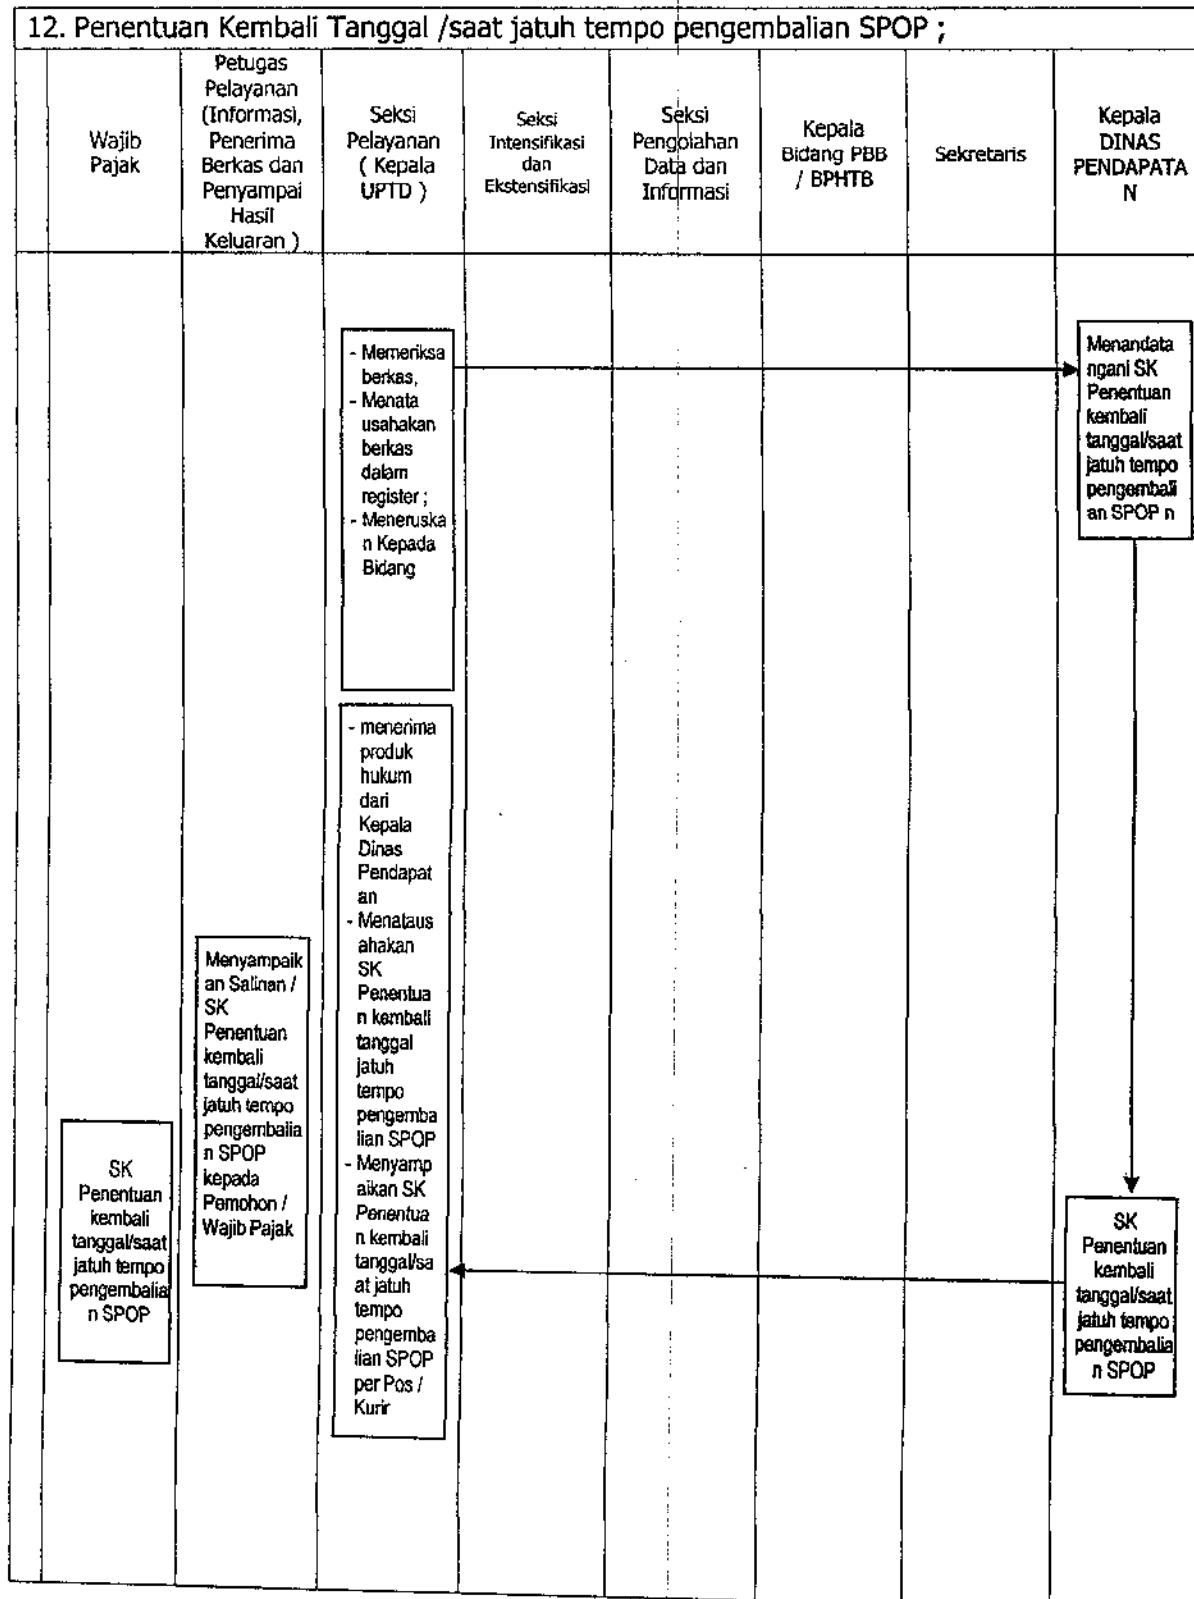 12. Penentuan Kembali Tanggal /saat jatuh tempo pengembalian SPOP ;
Wajib
Pajak
Petugas
Pelayanan
(Informasi,
Penerima
Berkas dan
Penyampai
Hasil
Keluaran )
Seksi
Pelayanan
( Kepala
UPTD )
Seksi
Intensifikasi
dan
Ekstensifikasi
Seksi
Pengolahan
Data dan
Informasi
Kepala
Bidang PBB
/ BPHTB
Sekretaris
Kepala
DINAS
PENDAPATA
N
- Memeriksa
berkas,
- Menata
usahakan
berkas
dalam
register ;
- Meneruska
n Kepada
Bidang
Menandata
ngani SK
Penentuan
kembali
tanggal/saat
jatuh tempo
pengembali
an SPOP n
- menerima
produk
hukum
dari
Kepala
Dinas
Pendapat
an
- Menataus
ahakan
SK
Penentua
n kembali
tanggal
jatuh
tempo
pengemba
lian SPOP
- Menyamp
aikan SK
Penentua
n kembali
tanggal/sa
at jatuh
tempo
pengemba
lian SPOP
per Pos /
Kurir
Menyampaik
an Salinan /
SK
Penentuan
kembali
tanggal/saat
jatuh tempo
pengembalia
n SPOP
kepada
Pemohon /
Wajib Pajak
SK
Penentuan
kembali
tanggal/saat
jatuh tempo
pengembalia
n SPOP
SK
Penentuan
kembali
tanggal/saat
jatuh tempo
pengembalia
n SPOP